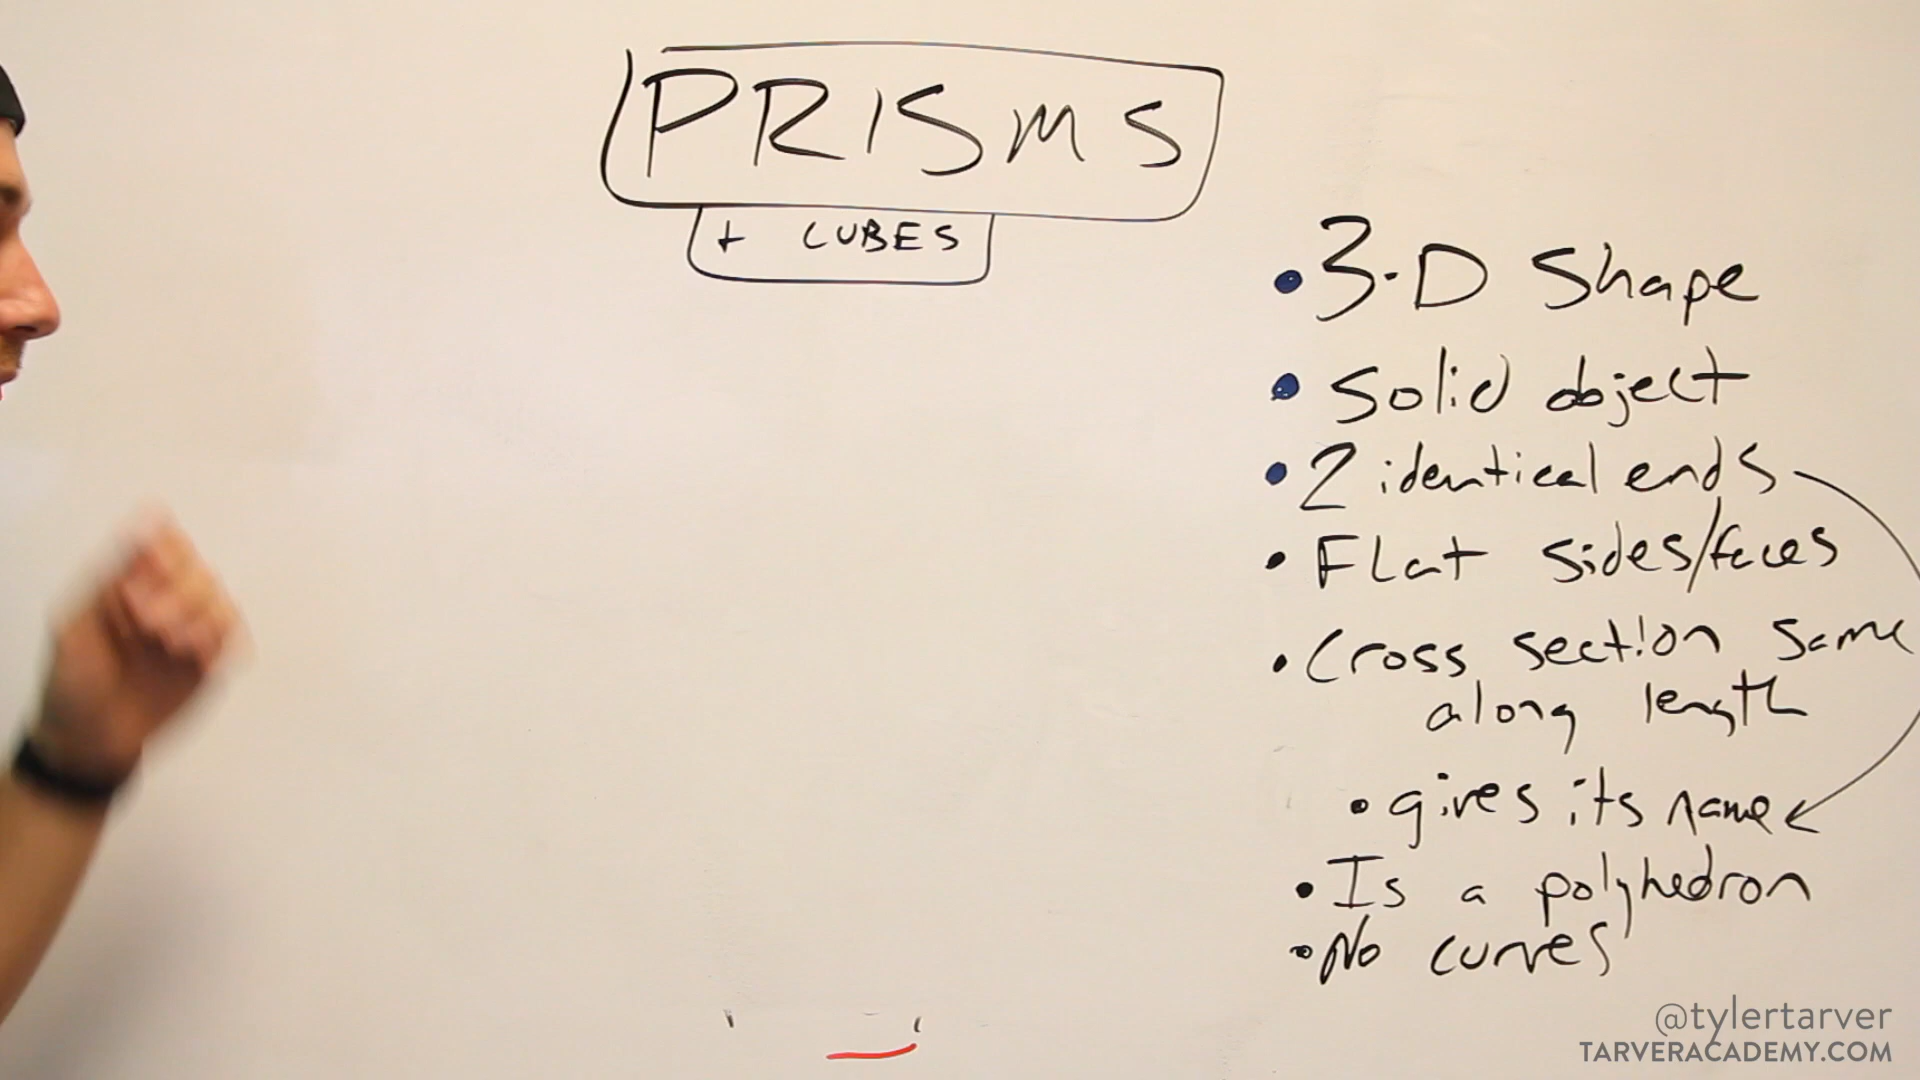 PRISMS
+ CUBES
• 3-D Shape
• Solid object
• 2 identical ends
• Flat sides/faces
• Cross section same
along length
• gives its name
• Is a polyhedron
• No curves
@tylertarver
TARVERACADEMY.COM